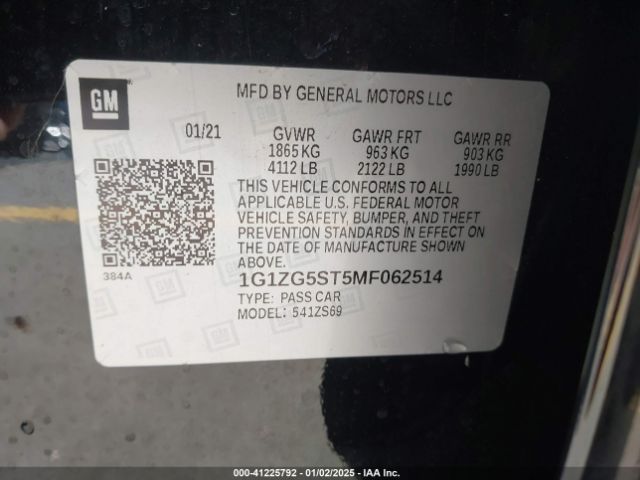 GM
MFD BY GENERAL MOTORS LLC
01/21 GVWR GAWR FRT GAWR RR
1865 KG 963 KG 903 KG
4112 LB 2122 LB 1990 LB
THIS VEHICLE CONFORMS TO ALL
APPLICABLE U.S. FEDERAL MOTOR
VEHICLE SAFETY, BUMPER, AND THEFT
PREVENTION STANDARDS IN EFFECT ON
THE DATE OF MANUFACTURE SHOWN
ABOVE.
384A
1G1ZG5ST5MF062514
TYPE: PASS CAR
MODEL: 541ZS69
000-41225792 - 01/02/2025 - IAA Inc.